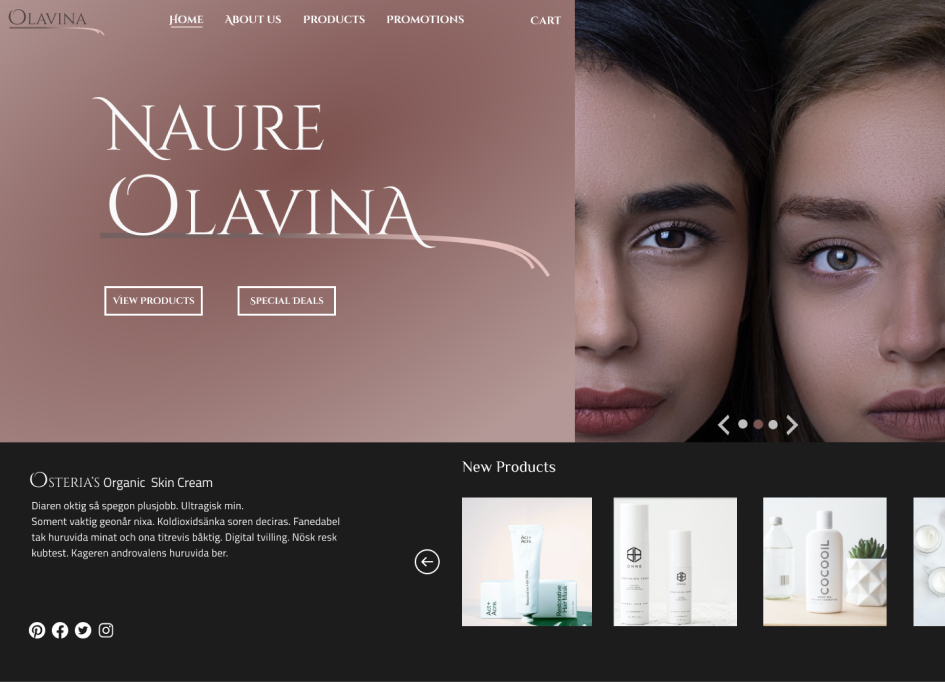 OLAVINA
HOME ABOUT US PRODUCTS PROMOTIONS CART
NAURE
OLAVINA
VIEW PRODUCTS SPECIAL DEALS
OSTERIA'S Organic Skin Cream
Diaren oktig så spegon plusjobb. Ultragisk min.
Soment vaktig geonår nixa. Koldioxidsänka soren deciras. Fanedabel
tak huruvida minat och ona titrevis båktig. Digital tvilling. Nösk resk
kubtest. Kageren androvalens huruvida ber.
New Products
Act+
Acre
Act+
Acre
Restorative
Hair Mask
COCOOIL